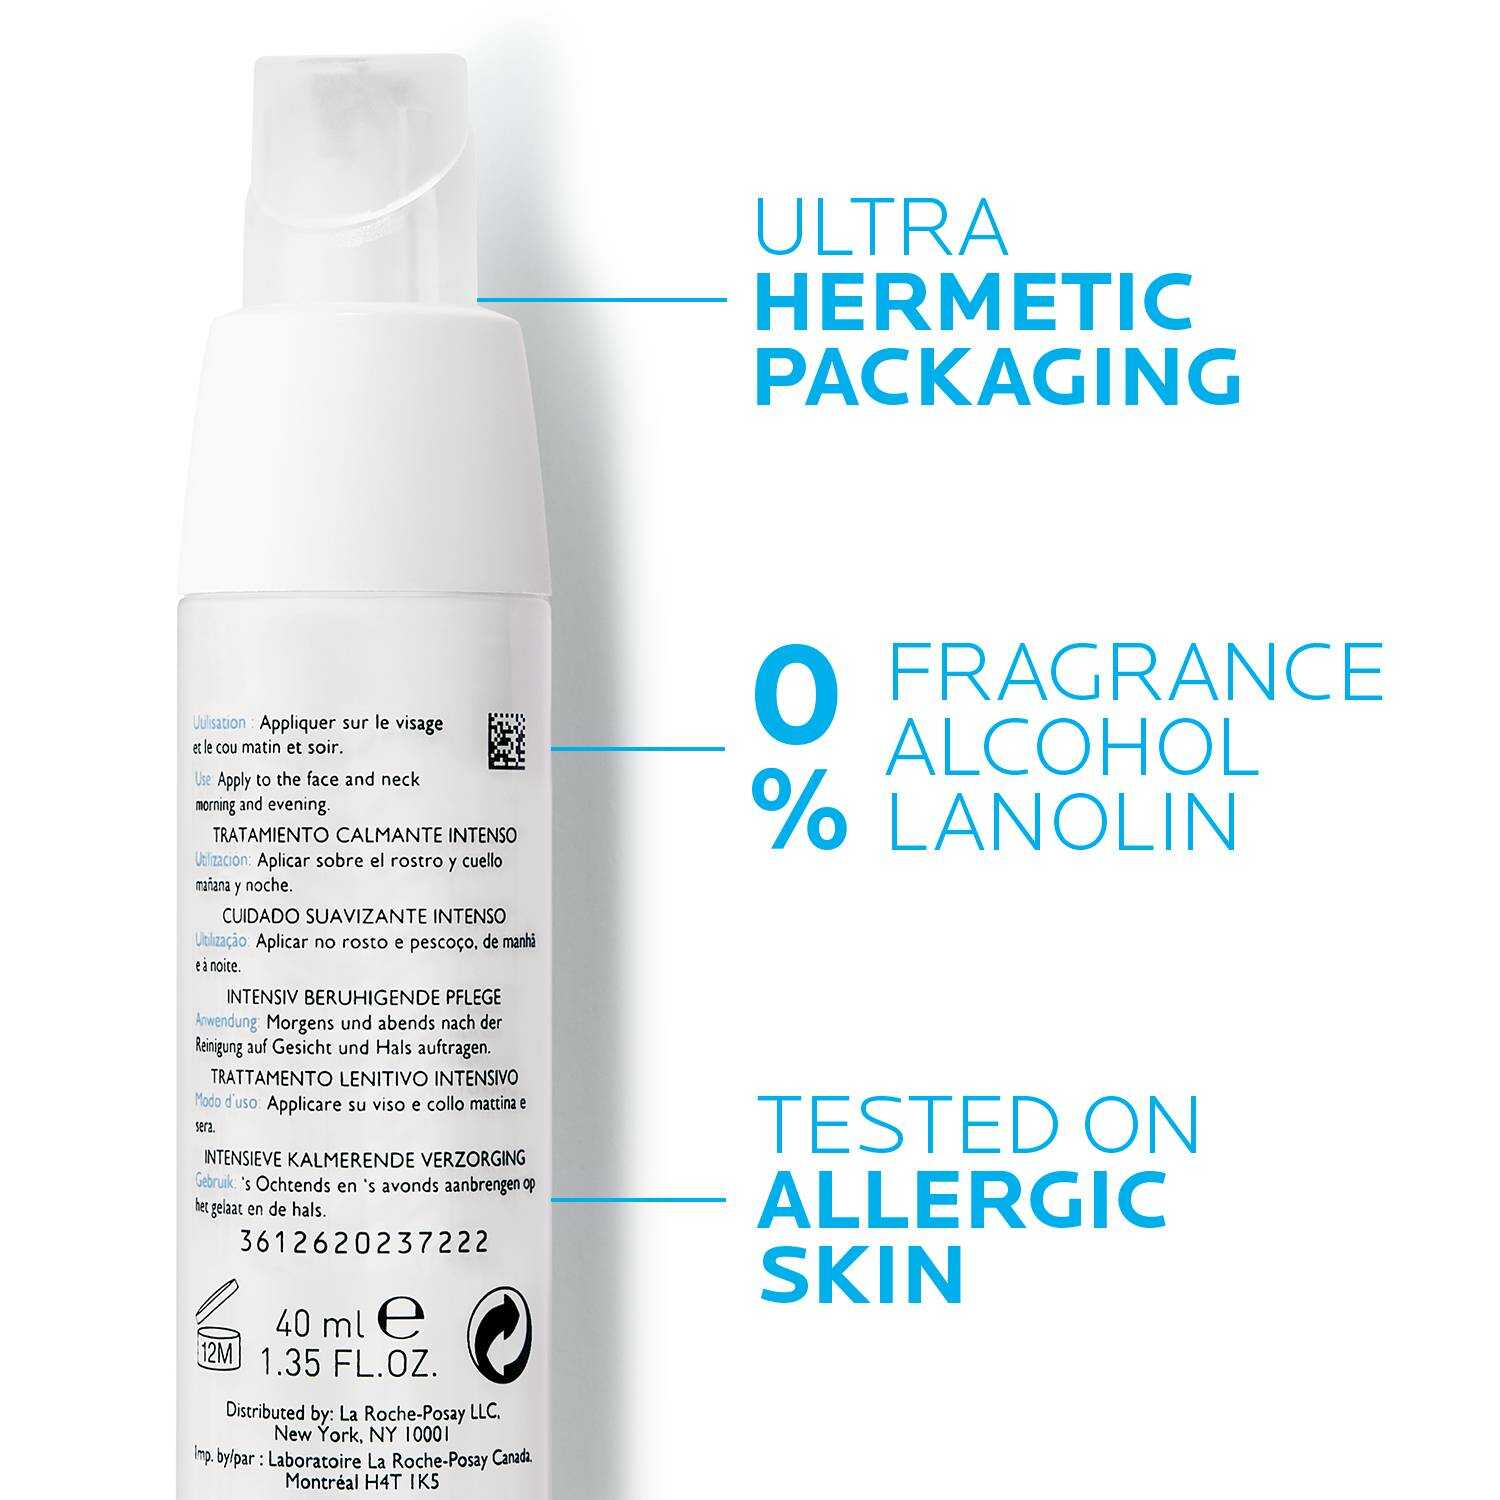 ULTRA
HERMETIC
PACKAGING
0
%
FRAGRANCE
ALCOHOL
LANOLIN
TESTED ON
ALLERGIC
SKIN
Uulisation : Appliquer sur le visage
et le cou matin et soir.
Use: Apply to the face and neck
morning and evening.
TRATAMIENTO CALMANTE INTENSO
Utilizacion: Aplicar sobre el rostro y cuello
mañana y noche.
CUIDADO SUAVIZANTE INTENSO
Utilização: Aplicar no rosto e pescoço, de manhã
e à noite.
INTENSIV BERUHIGENDE PFLEGE
Anwendung: Morgens und abends nach der
Reinigung auf Gesicht und Hals auftragen.
TRATTAMENTO LENITIVO INTENSIVO
Modo d'uso: Applicare su viso e collo mattina e
sera.
INTENSIEVE KALMERENDE VERZORGING
Gebruik: 's Ochtends en 's avonds aanbrengen op
het gelaat en de hals.
3612620237222
12M
40 ml e
1.35 FL.OZ.
Distributed by: La Roche-Posay LLC,
New York, NY 10001
Imp. by/par : Laboratoire La Roche-Posay Canada.
Montréal H4T 1K5